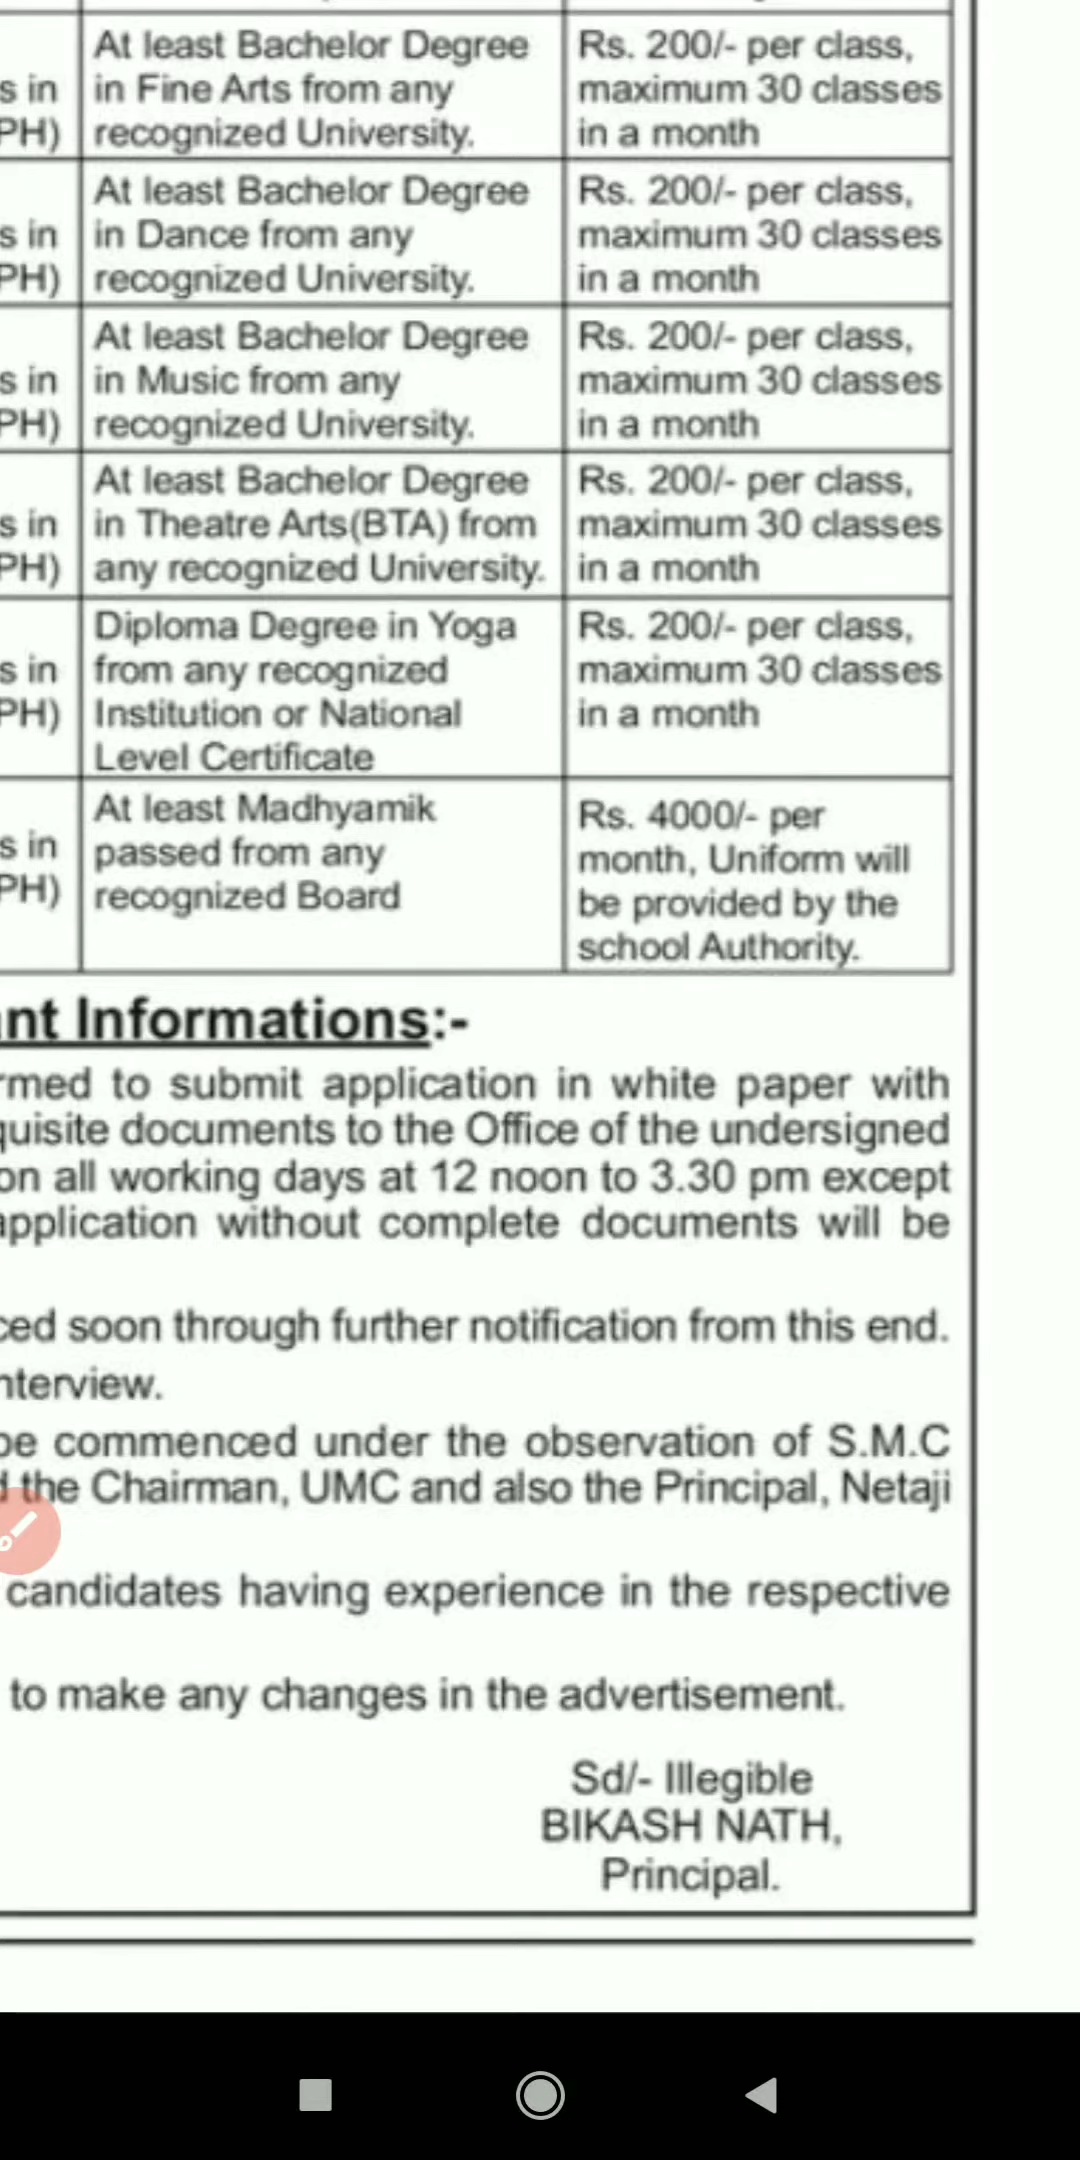 At least Bachelor Degree
in Fine Arts from any
recognized University.
Rs. 200/- per class,
maximum 30 classes
in a month
s in
PH)
At least Bachelor Degree
in Dance from any
recognized University.
Rs. 200/- per class,
maximum 30 classes
in a month
s in
PH)
At least Bachelor Degree
in Music from any
recognized University.
Rs. 200/- per class,
maximum 30 classes
in a month
s in
PH)
At least Bachelor Degree
in Theatre Arts(BTA) from
any recognized University.
Rs. 200/- per class,
maximum 30 classes
in a month
s in
PH)
Diploma Degree in Yoga
from any recognized
Institution or National
Level Certificate
Rs. 200/- per class,
maximum 30 classes
in a month
s in
PH)
At least Madhyamik
passed from any
recognized Board
Rs. 4000/- per
month, Uniform will
be provided by the
school Authority.
s in
PH)
nt Informations:-
rmed to submit application in white paper with
quisite documents to the Office of the undersigned
on all working days at 12 noon to 3.30 pm except
application without complete documents will be
ced soon through further notification from this end.
nterview.
be commenced under the observation of S.M.C
the Chairman, UMC and also the Principal, Netaji
candidates having experience in the respective
to make any changes in the advertisement.
Sd/- Illegible
BIKASH NATH,
Principal.